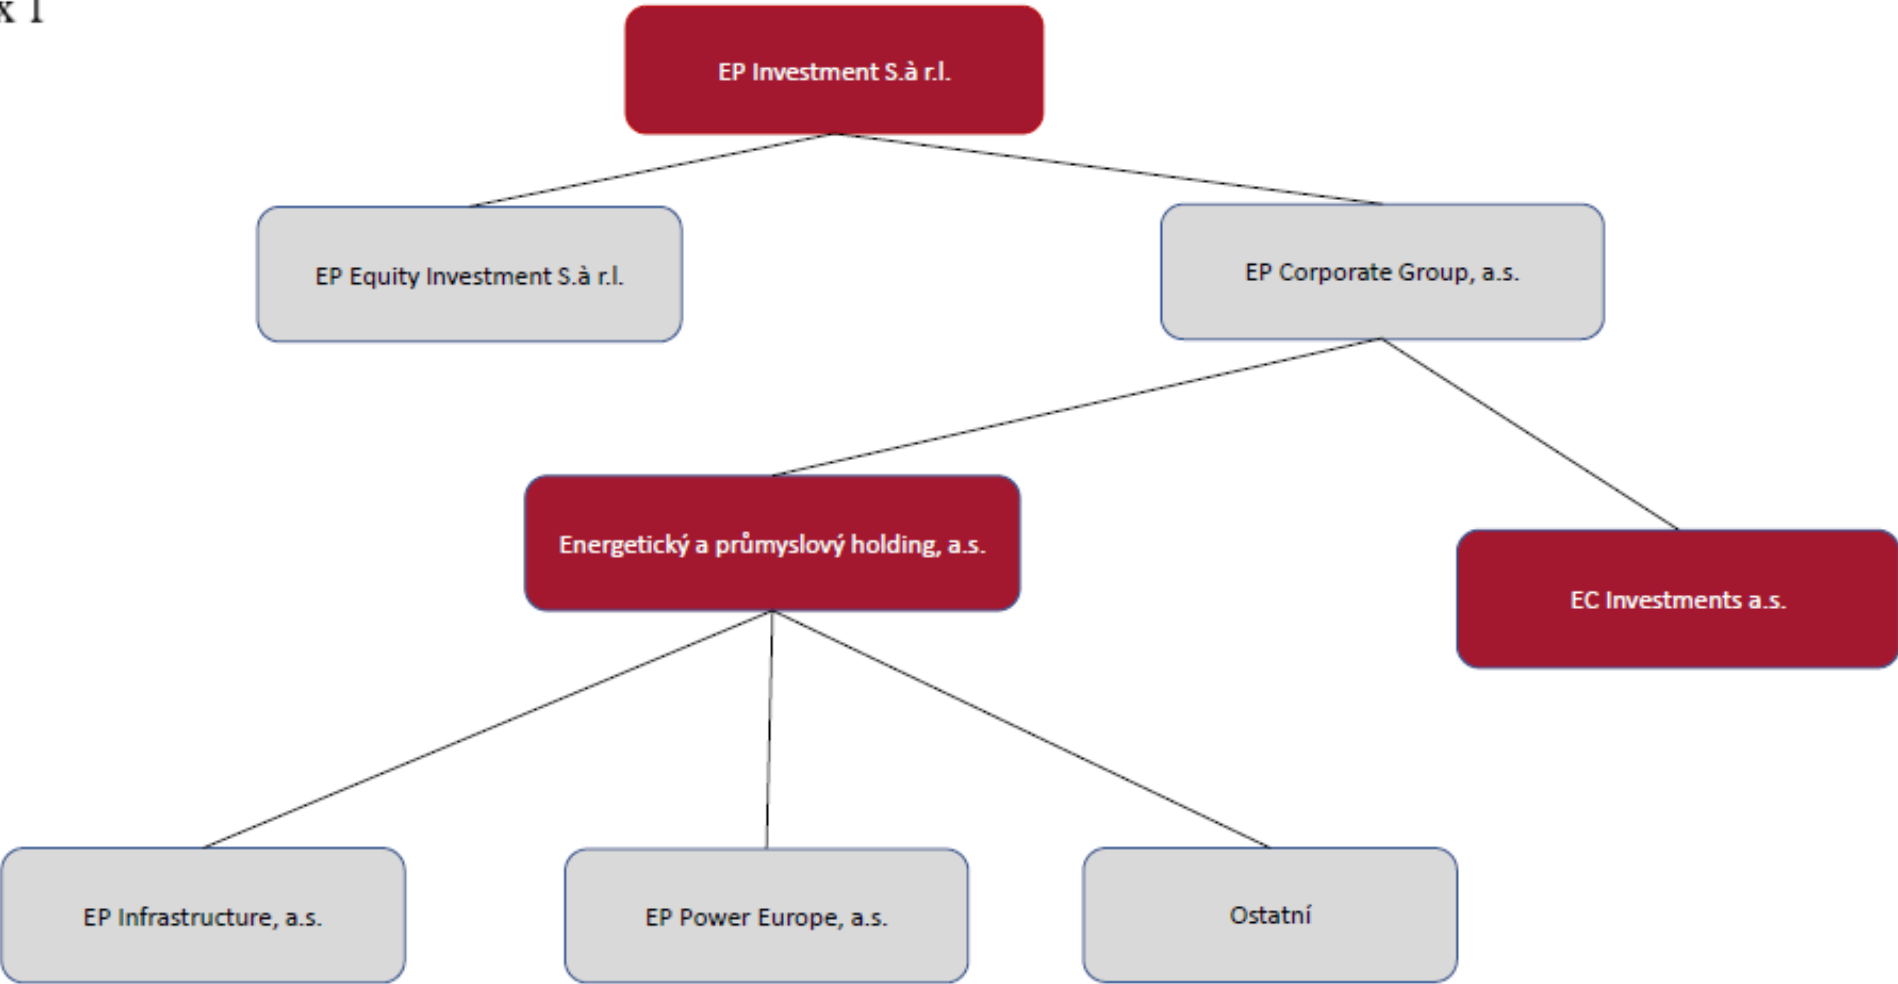 x 1
EP Investment S.à r.l.
EP Equity Investment S.à r.l.
EP Corporate Group, a.s.
Energetický a průmyslový holding, a.s.
EC Investments a.s.
EP Infrastructure, a.s.
EP Power Europe, a.s.
Ostatní